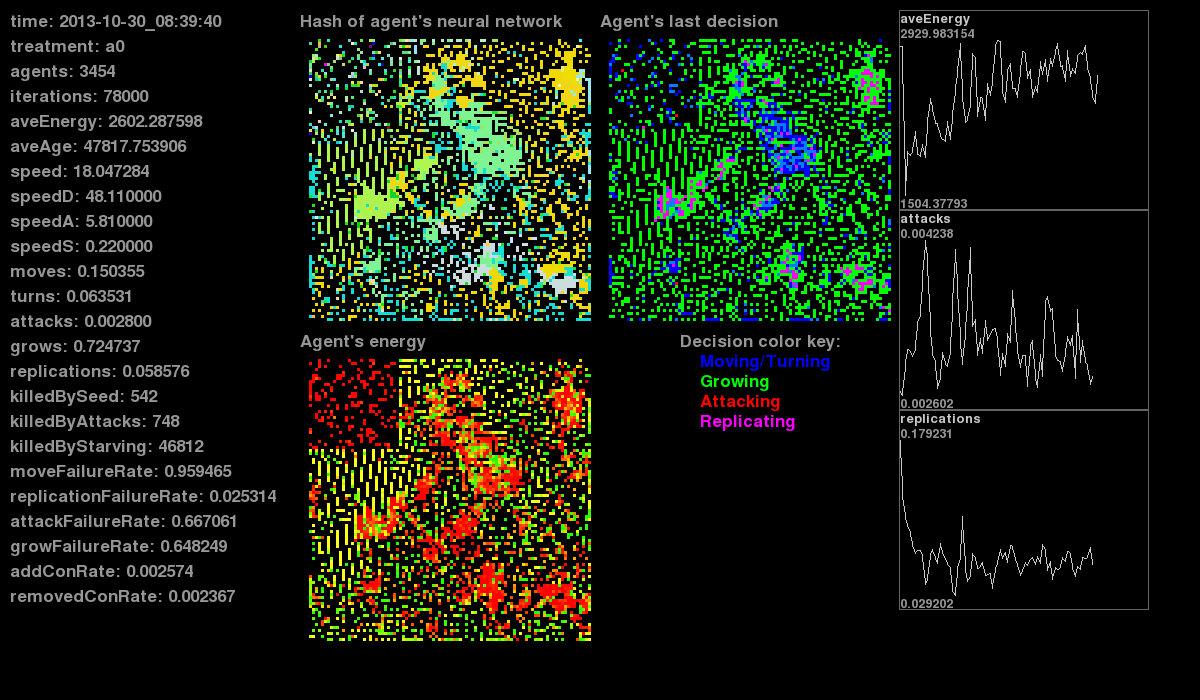 time: 2013-10-30_08:39:40
treatment: a0
agents: 3454
iterations: 78000
aveEnergy: 2602.287598
aveAge: 47817.753906
speed: 18.047284
speedD: 48.110000
speedA: 5.810000
speedS: 0.220000
moves: 0.150355
turns: 0.063531
attacks: 0.002800
grows: 0.724737
replications: 0.058576
killedBySeed: 542
killedByAttacks: 748
killedByStarving: 46812
moveFailureRate: 0.959465
replicationFailureRate: 0.025314
attackFailureRate: 0.667061
growFailureRate: 0.648249
addConRate: 0.002574
removedConRate: 0.002367
Hash of agent's neural network
Agent's last decision
Agent's energy
Decision color key:
Moving/Turning
Growing
Attacking
Replicating
aveEnergy
2929.983154
1504.37793
attacks
0.004238
0.002602
replications
0.179231
0.029202